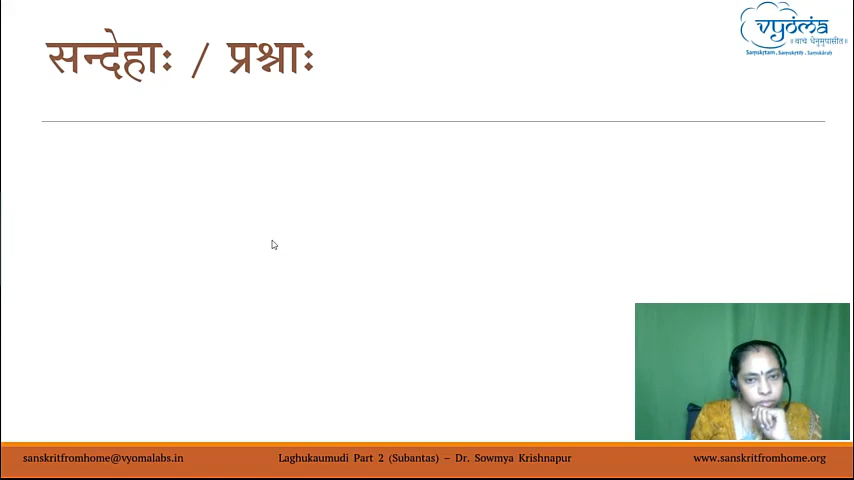 सन्देहाः / प्रश्नाः
vyoma
॥ वाचं धेनुमुपासीत॥
Samskrtam . Samskrtih . Samskarah
sanskritfromhome@vyomalabs.in
Laghukaumudi Part 2 (Subantas) – Dr. Sowmya Krishnapur
www.sanskritfromhome.org